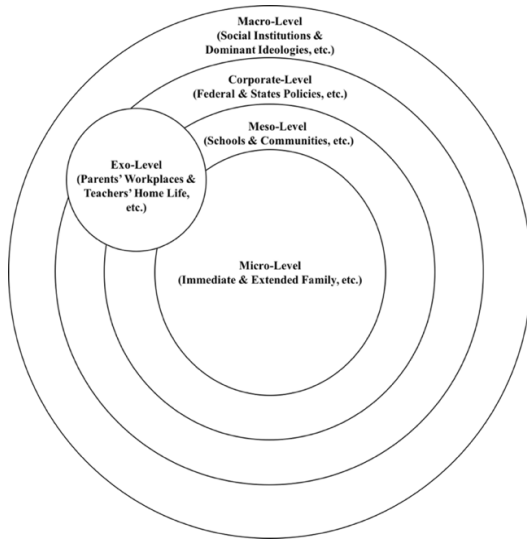 Macro-Level
(Social Institutions &
Dominant Ideologies, etc.)
Corporate-Level
(Federal & States Policies, etc.)
Meso-Level
(Schools & Communities, etc.)
Exo-Level
(Parents' Workplaces &
Teachers' Home Life,
etc.)
Micro-Level
(Immediate & Extended Family, etc.)